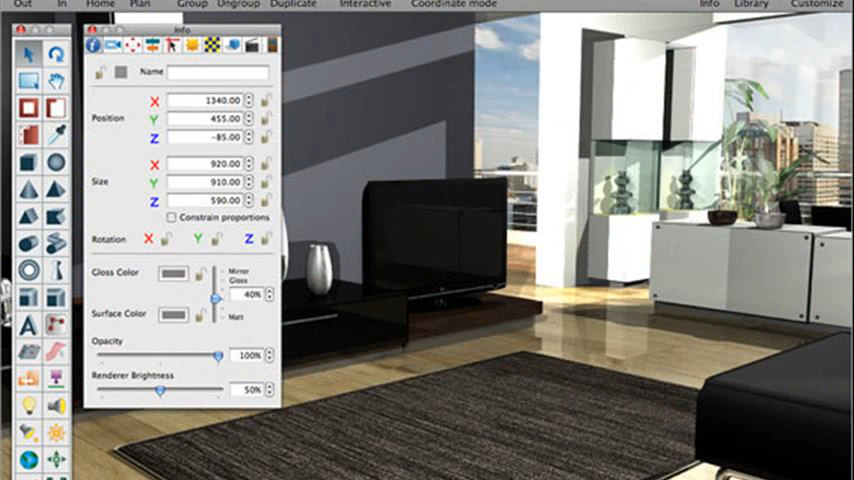 Out In Home Plan Group Ungroup Duplicate Interactive Coordinate mode Info Library Customize
Info
Name
X 1340.00
Position Y 455.00
Z -85.00
X 920.00
Size Y 910.00
Z 590.00
Constrain proportions
Rotation X Y Z
Gloss Color Mirror
Gloss
40%
Surface Color Matt
Opacity
100%
Renderer Brightness
50%
A